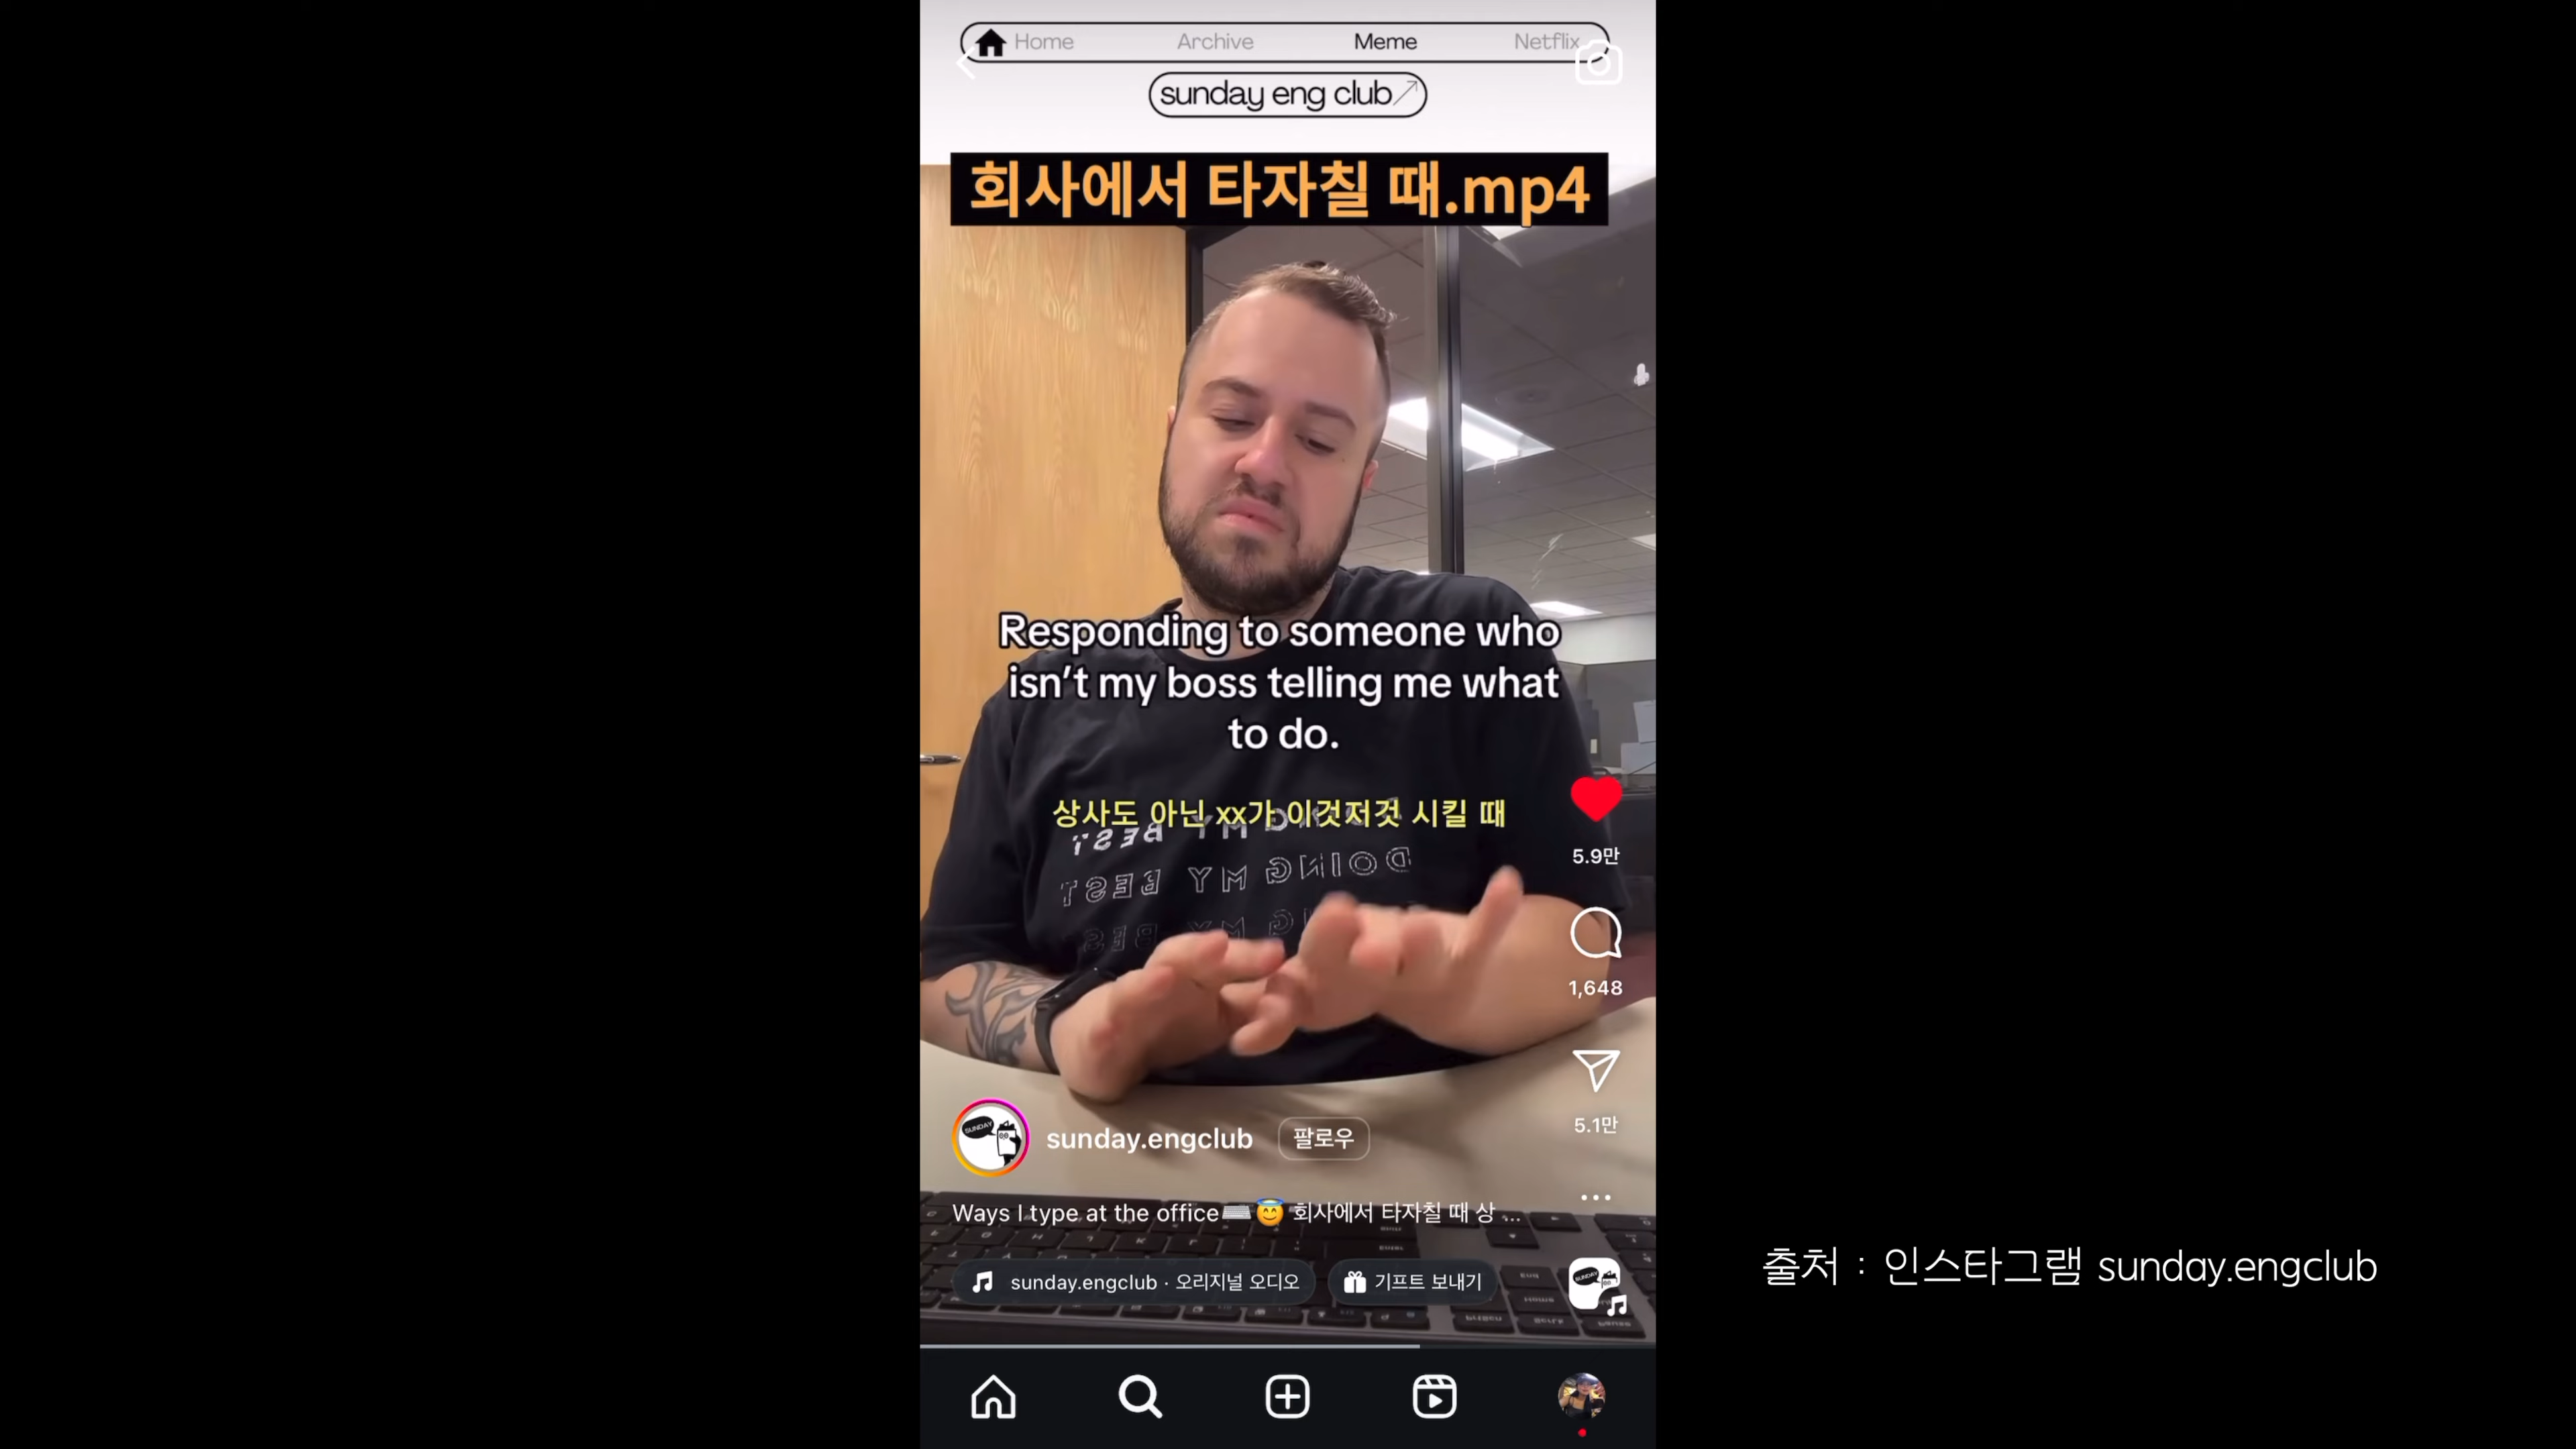 Home Archive Meme Netflix
sunday eng club↗
회사에서 타자칠 때.mp4
Responding to someone who
isn't my boss telling me what
to do.
상사도 아닌 xx가 이것저것 시킬 때
DOING MY BEST
5.9만
1,648
5.1만
SUNDAY
sunday.engclub 팔로우
Ways I type at the office⌨️😇 회사에서 타자칠 때 상 ...
sunday.engclub · 오리지널 오디오 기프트 보내기
출처 : 인스타그램 sunday.engclub